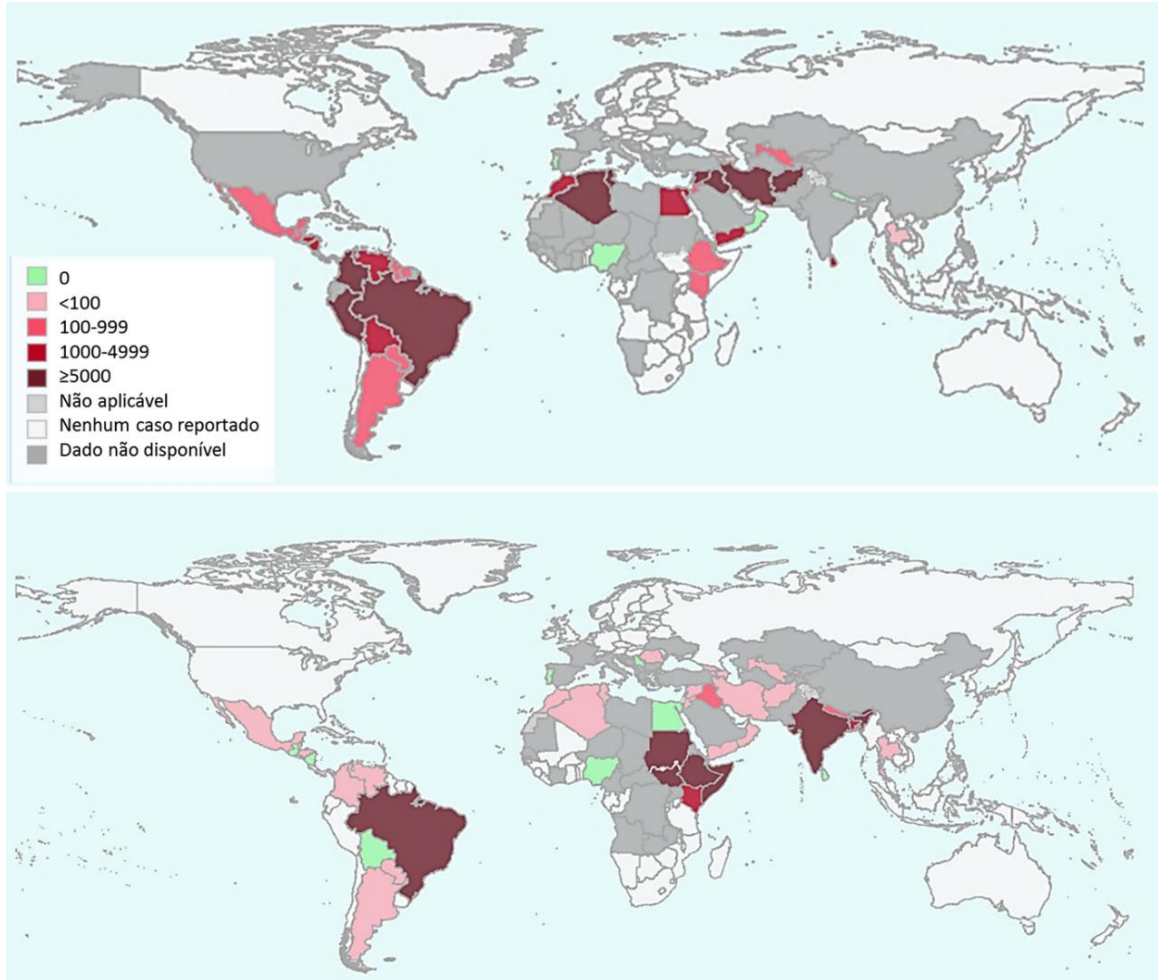 0
<100
100-999
1000-4999
≥5000
Não aplicável
Nenhum caso reportado
Dado não disponível